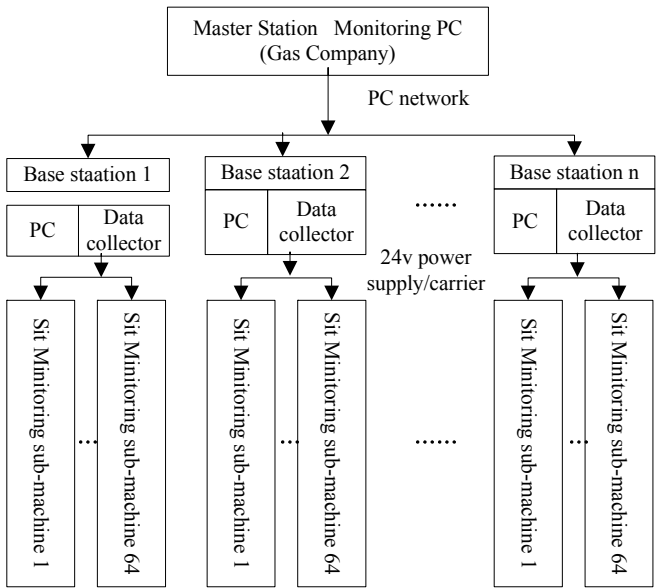 Master Station Monitoring PC
(Gas Company)
PC network
Base staation 1
Base staation 2
Base staation n
PC
Data
collector
PC
Data
collector
......
PC
Data
collector
24v power
supply/carrier
Sit Minitoring sub-machine 1
...
Sit Minitoring sub-machine 64
Sit Minitoring sub-machine 1
...
Sit Minitoring sub-machine 64
......
Sit Minitoring sub-machine 1
...
Sit Minitoring sub-machine 64